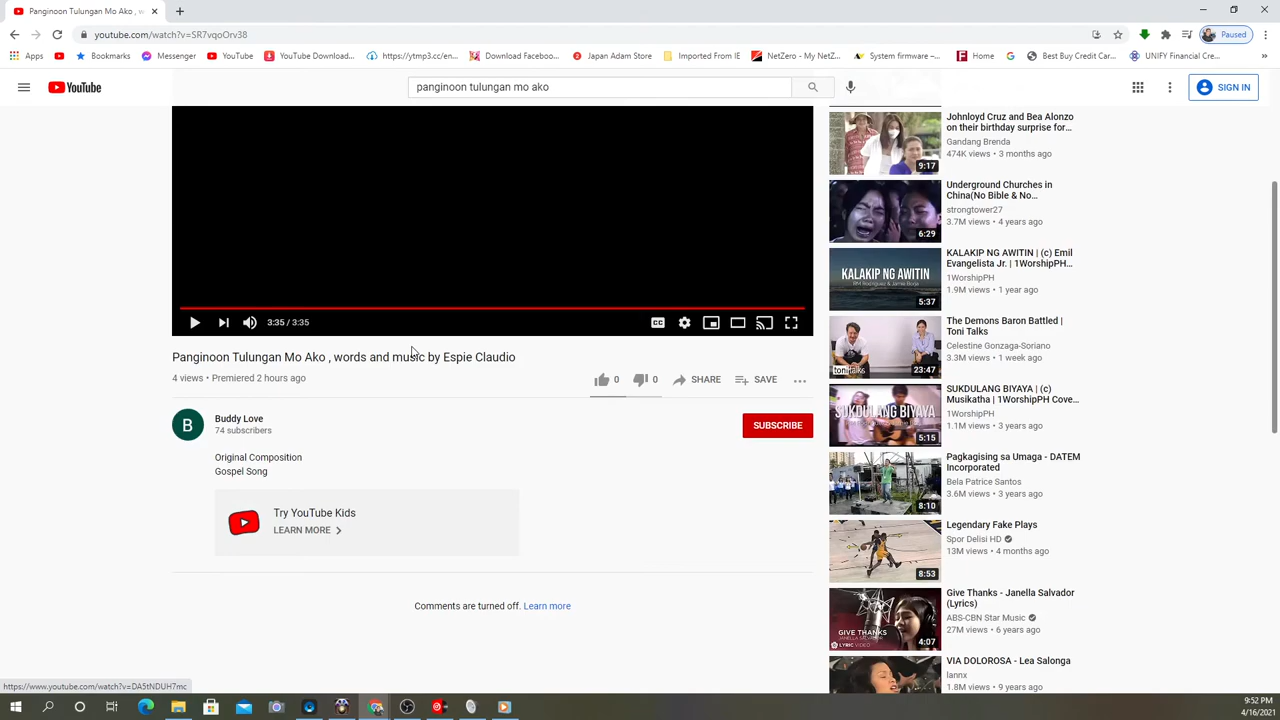 Panginoon Tulungan Mo Ako, w
youtube.com/watch?v=SR7vqoOrv38
Paused
Apps
Bookmarks
Messenger
YouTube
YouTube Download...
https://ytmp3.cc/en...
Download Facebook...
Japan Adam Store
Imported From IE
NetZero - My NetZ...
System firmware –...
Home
Best Buy Credit Car...
UNIFY Financial Cre...
YouTube
panginoon tulungan mo ako
SIGN IN
3:35 / 3:35
CC
Panginoon Tulungan Mo Ako , words and music by Espie Claudio
4 views • Premiered 2 hours ago
0
0
SHARE
SAVE
B
Buddy Love
74 subscribers
SUBSCRIBE
Original Composition
Gospel Song
Try YouTube Kids
LEARN MORE
Comments are turned off. Learn more
Johnloyd Cruz and Bea Alonzo
on their birthday surprise for...
Gandang Brenda
474K views • 3 months ago
9:17
Underground Churches in
China(No Bible & No...
strongtower27
3.7M views • 4 years ago
6:29
KALAKIP NG AWITIN | (c) Emil
Evangelista Jr. | 1WorshipPH...
1WorshipPH
1.9M views • 1 year ago
KALAKIP NG AWITIN
5:37
The Demons Baron Battled |
Toni Talks
Celestine Gonzaga-Soriano
3.3M views • 1 week ago
toni talks
23:47
SUKDULANG BIYAYA | (c)
Musikatha | 1WorshipPH Cove...
1WorshipPH
1.1M views • 3 years ago
SUKDULANG BIYAYA
5:15
Pagkagising sa Umaga - DATEM
Incorporated
Bela Patrice Santos
3.6M views • 3 years ago
8:10
Legendary Fake Plays
Spor Delisi HD
13M views • 4 months ago
8:53
Give Thanks - Janella Salvador
(Lyrics)
ABS-CBN Star Music
27M views • 6 years ago
GIVE THANKS
JANELLA SALVADOR
LYRIC VIDEO
4:07
VIA DOLOROSA - Lea Salonga
lannx
1.8M views • 9 years ago
https://www.youtube.com/watch?v=DA5tNDUH7mc
9:52 PM
4/16/2021